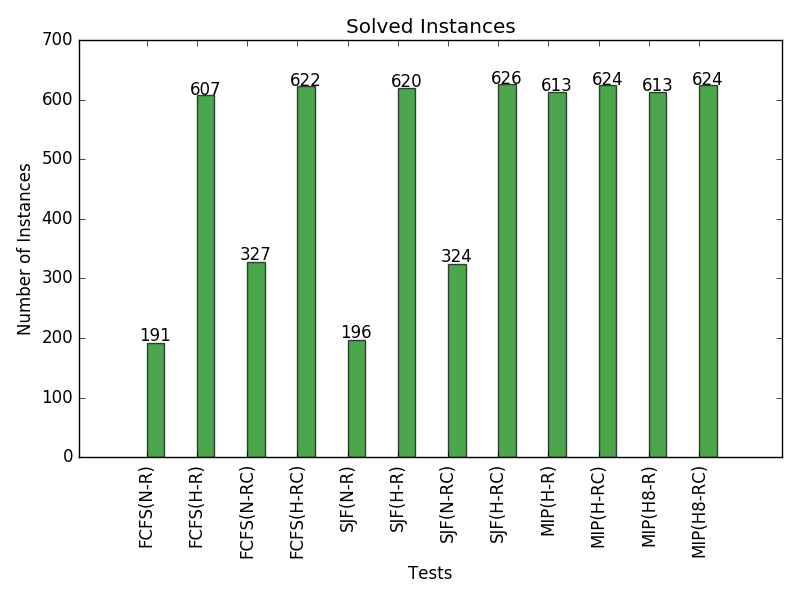 Solved Instances
700
600
500
400
300
200
100
0
Number of Instances
191
607
327
622
196
620
324
626
613
624
613
624
FCFS(N-R)
FCFS(H-R)
FCFS(N-RC)
FCFS(H-RC)
SJF(N-R)
SJF(H-R)
SJF(N-RC)
SJF(H-RC)
MIP(H-R)
MIP(H-RC)
MIP(H8-R)
MIP(H8-RC)
Tests